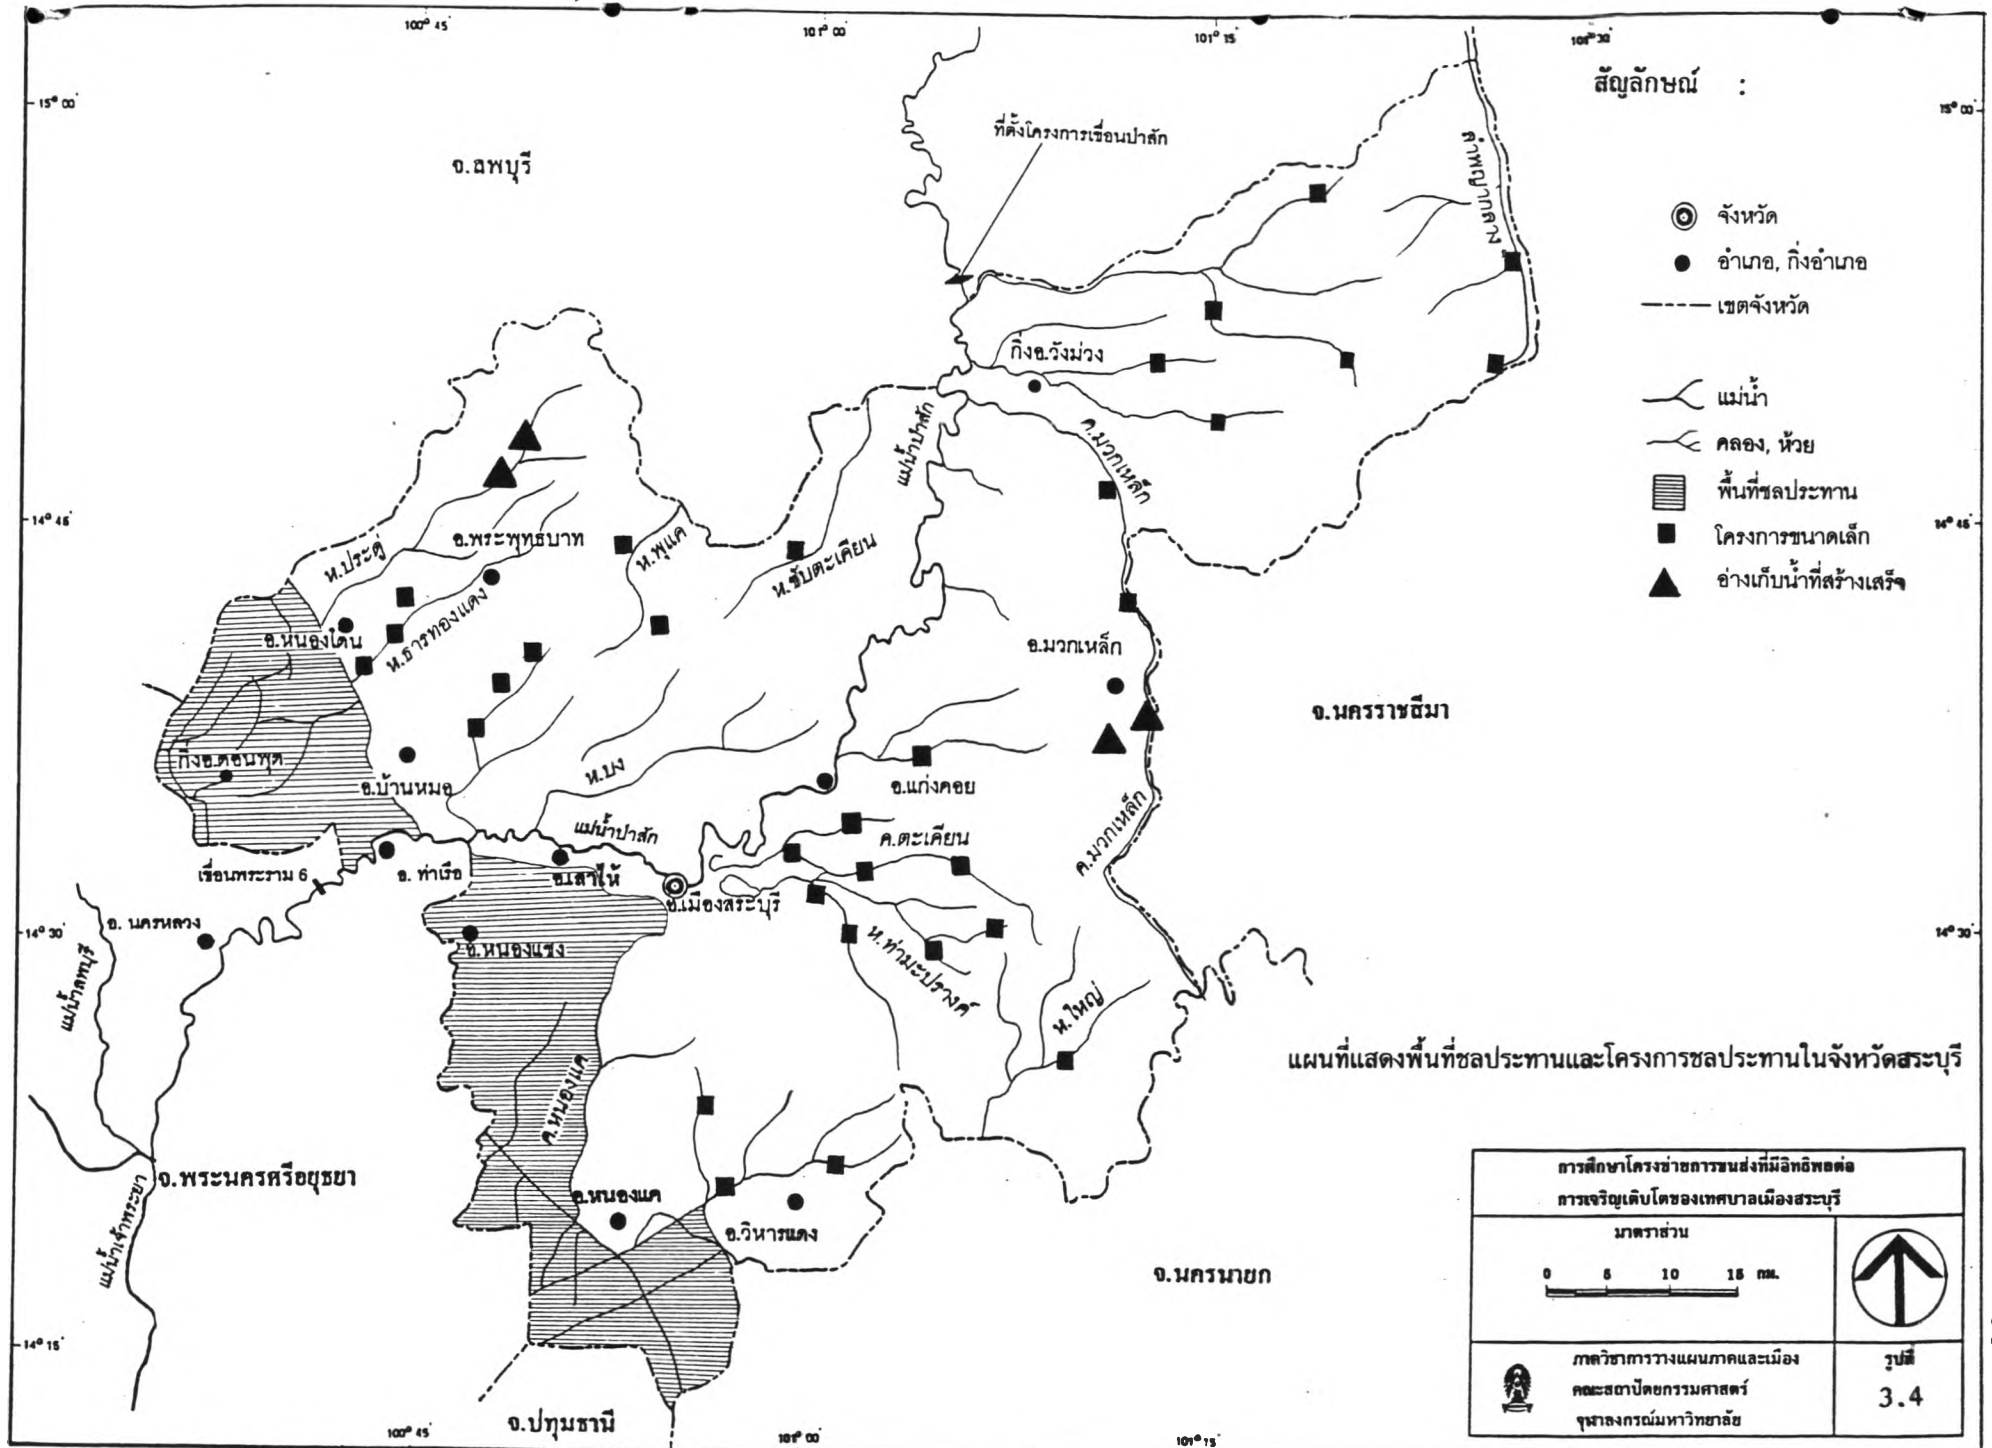 100° 45'
101° 00'
101° 15'
101° 30'
15° 00'
15° 00'
สัญลักษณ์ :
จ.ลพบุรี
ที่ตั้งโครงการเขื่อนป่าสัก
ลำพญากลาง
จังหวัด
อำเภอ, กิ่งอำเภอ
เขตจังหวัด
แม่น้ำ
คลอง, ห้วย
พื้นที่ชลประทาน
โครงการขนาดเล็ก
อ่างเก็บน้ำที่สร้างเสร็จ
กิ่งอ.วังม่วง
แม่น้ำป่าสัก
ค.มวกเหล็ก
14° 45'
14° 45'
อ.พระพุทธบาท
ห.ประดู่
ห.พุแค
ห.ซับตะเคียน
ห.ธารทองแดง
อ.หนองโดน
อ.มวกเหล็ก
จ.นครราชสีมา
กิ่งอ.ดอนพุด
อ.บ้านหมอ
ห.บง
อ.แก่งคอย
แม่น้ำป่าสัก
ค.ตะเคียน
ค.มวกเหล็ก
เขื่อนพระราม 6
อ. ท่าเรือ
อ.เสาไห้
อ.เมืองสระบุรี
อ. นครหลวง
14° 30'
14° 30'
อ.หนองแซง
แม่น้ำลพบุรี
ห.ท่ามะปรางค์
ห.ใหญ่
แผนที่แสดงพื้นที่ชลประทานและโครงการชลประทานในจังหวัดสระบุรี
ค.หนองแค
จ.พระนครศรีอยุธยา
แม่น้ำเจ้าพระยา
อ.หนองแค
อ.วิหารแดง
จ.นครนายก
14° 15'
จ.ปทุมธานี
100° 45'
101° 00'
101° 15'
การศึกษาโครงข่ายการขนส่งที่มีอิทธิพลต่อ
การเจริญเติบโตของเทศบาลเมืองสระบุรี
มาตราส่วน
0 5 10 15 กม.
ภาควิชาการวางแผนภาคและเมือง
คณะสถาปัตยกรรมศาสตร์
จุฬาลงกรณ์มหาวิทยาลัย
รูปที่
3.4